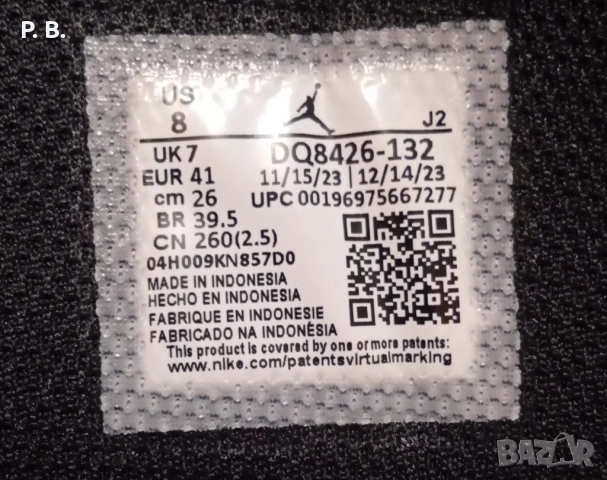 P. B.
US
8
J2
UK 7
DQ8426-132
EUR 41
11/15/23 | 12/14/23
cm 26
UPC 00196975667277
BR 39.5
CN 260(2.5)
04H009KN857D0
MADE IN INDONESIA
HECHO EN INDONESIA
FABRIQUE EN INDONESIE
FABRICADO NA INDONÉSIA
This product is covered by one or more pats:
www.nike.com/patentsvirtualmarking
BAZAR
bg